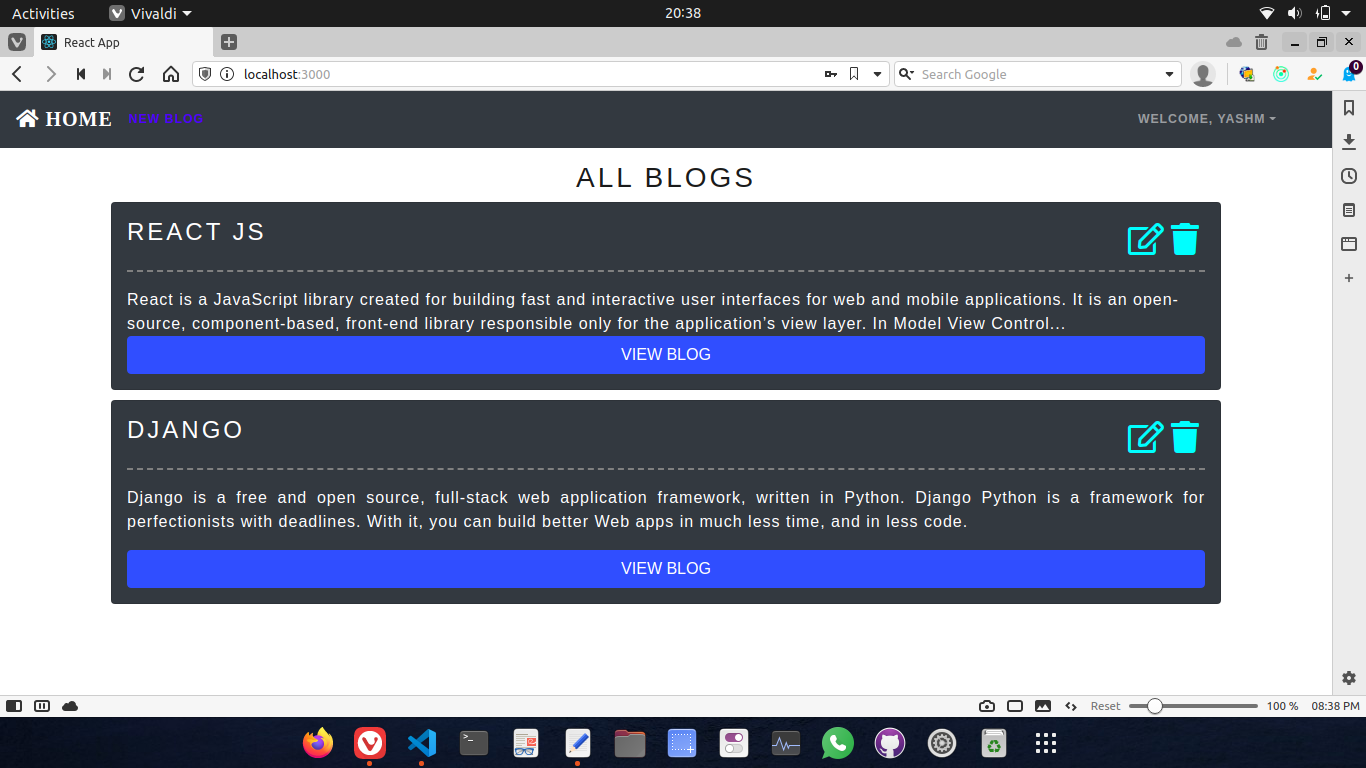 Activities
Vivaldi
20:38
React App
localhost:3000
Search Google
0
HOME
NEW BLOG
WELCOME, YASHM
ALL BLOGS
REACT JS
React is a JavaScript library created for building fast and interactive user interfaces for web and mobile applications. It is an open-
source, component-based, front-end library responsible only for the application’s view layer. In Model View Control...
VIEW BLOG
DJANGO
Django is a free and open source, full-stack web application framework, written in Python. Django Python is a framework for
perfectionists with deadlines. With it, you can build better Web apps in much less time, and in less code.
VIEW BLOG
Reset
100 %
08:38 PM